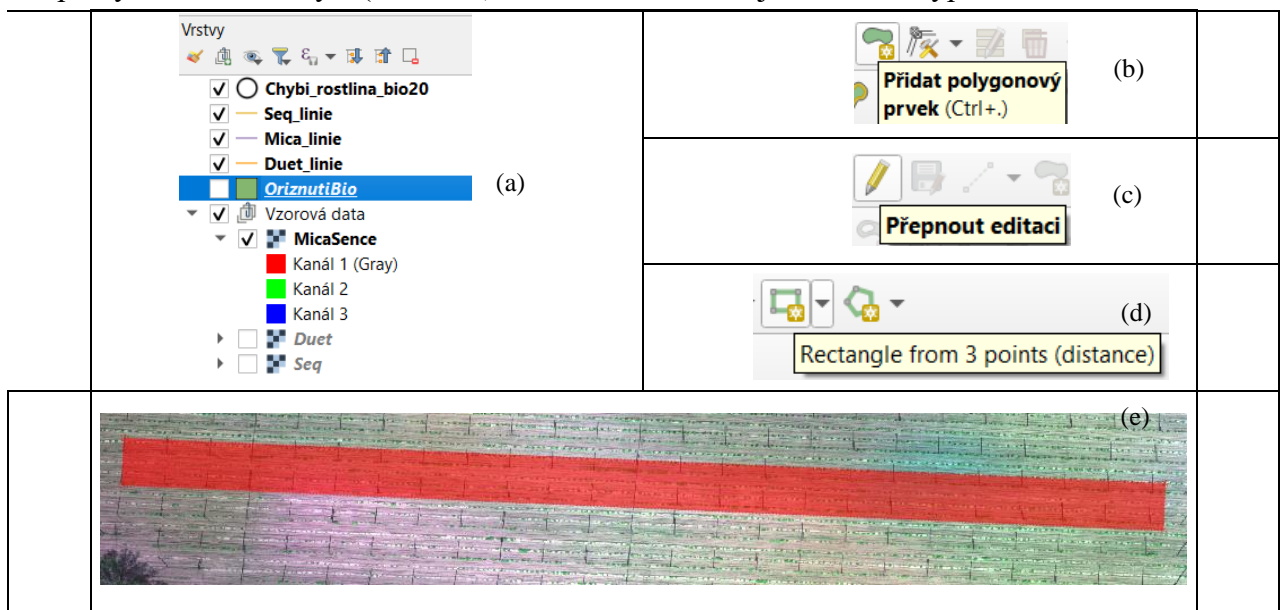 Vrstvy
Chybi_rostlina_bio20
Seq_linie
Mica_linie
Duet_linie
OriznutiBio
(a)
Vzorová data
MicaSence
Kanál 1 (Gray)
Kanál 2
Kanál 3
Duet
Seq
Přidat polygonový
prvek (Ctrl+.)
(b)
(c)
Přepnout editaci
(d)
Rectangle from 3 points (distance)
(e)